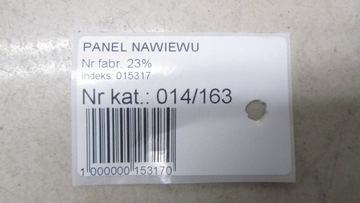 PANEL NAWIEWU
Nr fabr. 23%
Indeks: 015317
Nr kat.: 014/163
1 000000 153170